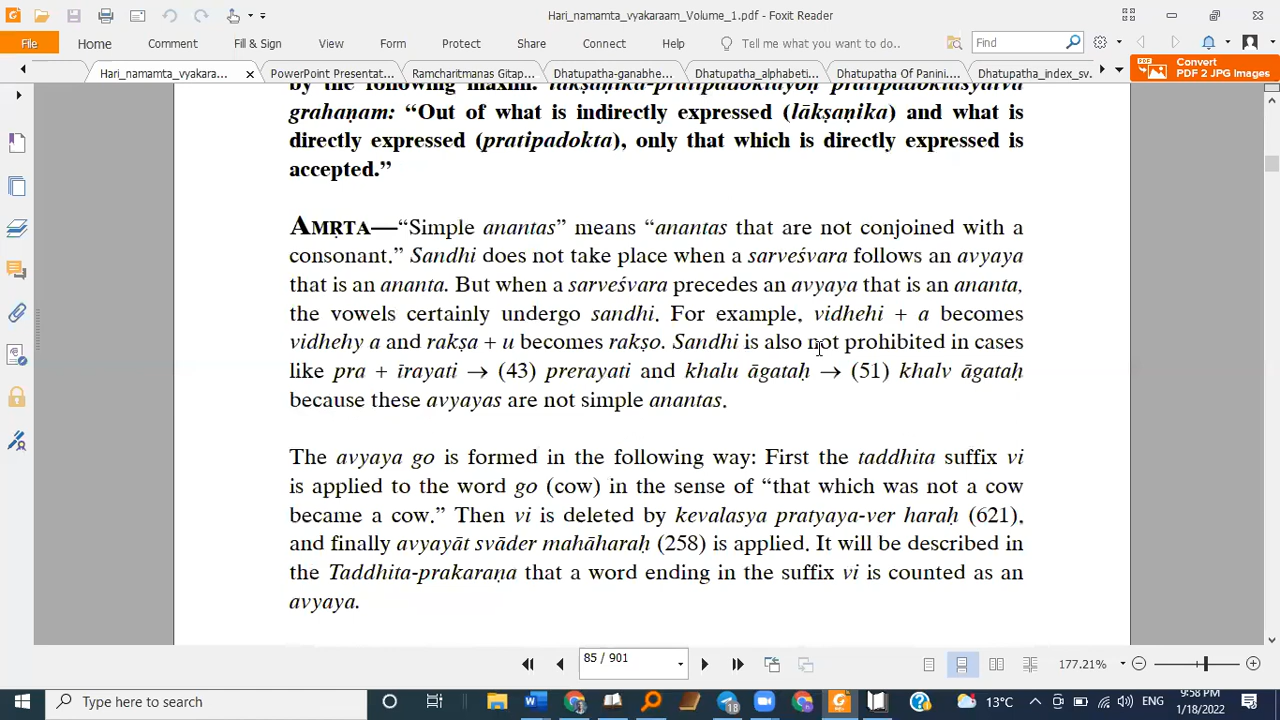 Hari_namamta_vyakaraam_Volume_1.pdf - Foxit Reader
File Home Comment Fill & Sign View Form Protect Share Connect Help Tell me what you want to do.. Find
Convert
PDF 2 JPG Images
Hari_namamta_vyakara... × PowerPoint Presentat... Ramcharitmans Gitap... Dhatupatha-ganabhe... Dhatupatha_alphabeti... Dhatupatha Of Panini.... Dhatupatha_index_sv.
grahaṇam: “Out of what is indirectly expressed (lākṣaṇika) and what is
directly expressed (pratipadokta), only that which is directly expressed is
accepted.”
AMṚTA—“Simple anantas” means “anantas that are not conjoined with a
consonant.” Sandhi does not take place when a sarveśvara follows an avyaya
that is an ananta. But when a sarveśvara precedes an avyaya that is an ananta,
the vowels certainly undergo sandhi. For example, vidhehi + a becomes
vidhehy a and rakṣa + u becomes rakṣo. Sandhi is also not prohibited in cases
like pra + īrayati → (43) prerayati and khalu āgataḥ → (51) khalv āgataḥ
because these avyayas are not simple anantas.
The avyaya go is formed in the following way: First the taddhita suffix vi
is applied to the word go (cow) in the sense of “that which was not a cow
became a cow.” Then vi is deleted by kevalasya pratyaya-ver haraḥ (621),
and finally avyayāt svāder mahāharaḥ (258) is applied. It will be described in
the Taddhita-prakaraṇa that a word ending in the suffix vi is counted as an
avyaya.
85 / 901 177.21%
Type here to search 18 13°C ENG 9:58 PM
1/18/2022